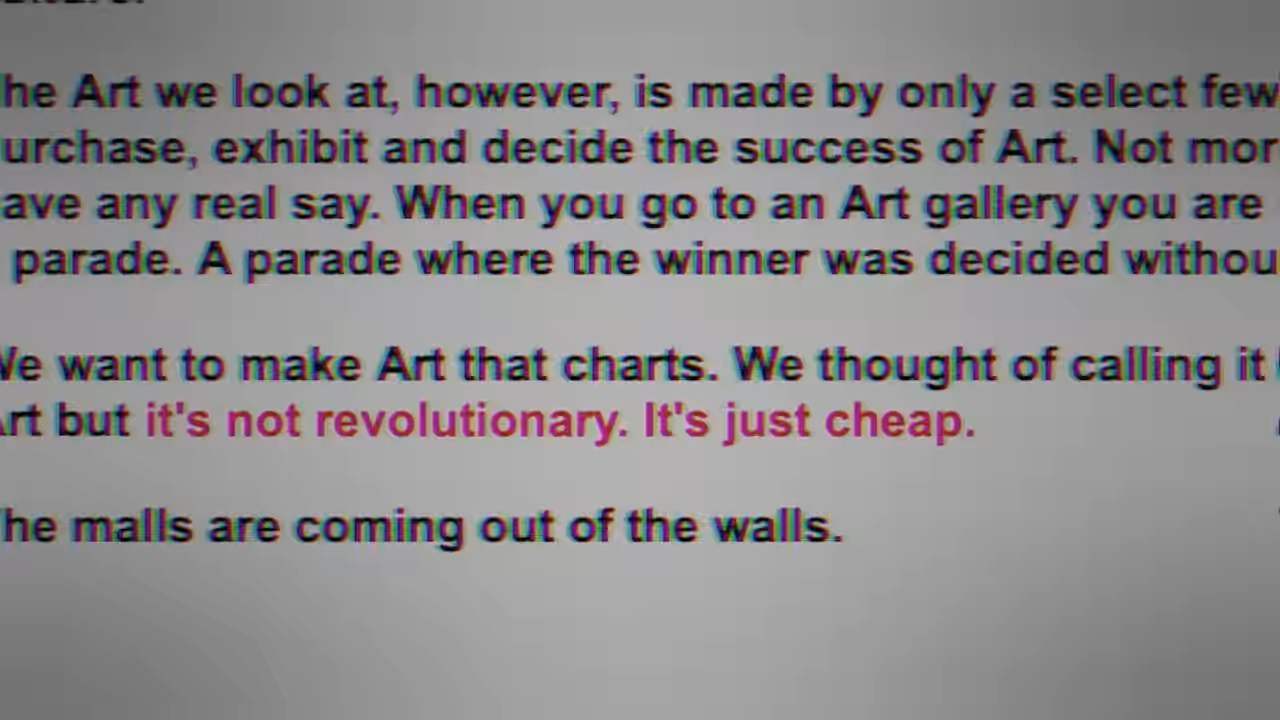 he Art we look at, however, is made by only a select few
urchase, exhibit and decide the success of Art. Not mor
ave any real say. When you go to an Art gallery you are
parade. A parade where the winner was decided withou
We want to make Art that charts. We thought of calling it
Art but it's not revolutionary. It's just cheap.
The malls are coming out of the walls.